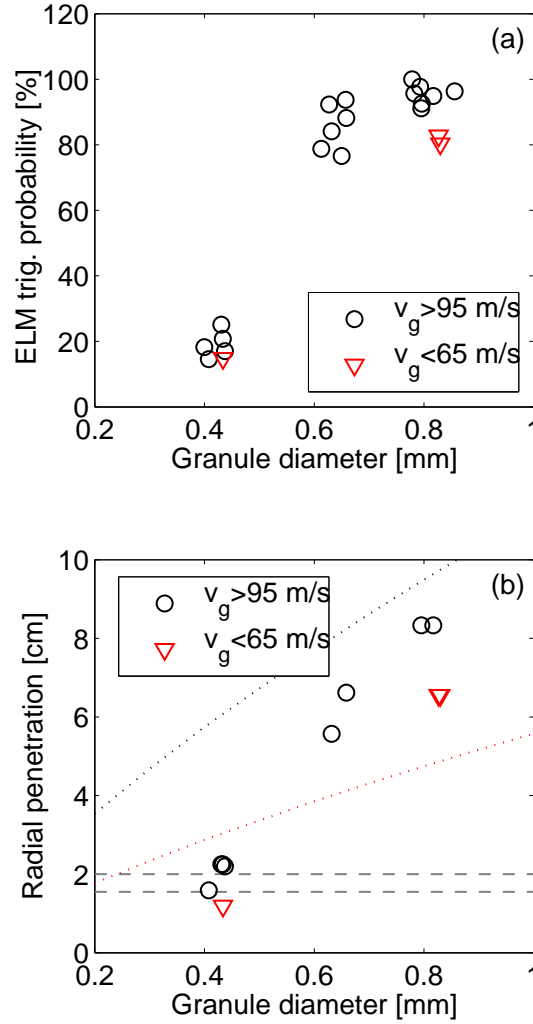 (a)
120
100
80
60
40
20
0
ELM trig. probability [%]
v_g>95 m/s
v_g<65 m/s
0.2 0.4 0.6 0.8 1
Granule diameter [mm]
(b)
10
8
6
4
2
0
Radial penetration [cm]
v_g>95 m/s
v_g<65 m/s
0.2 0.4 0.6 0.8 1
Granule diameter [mm]